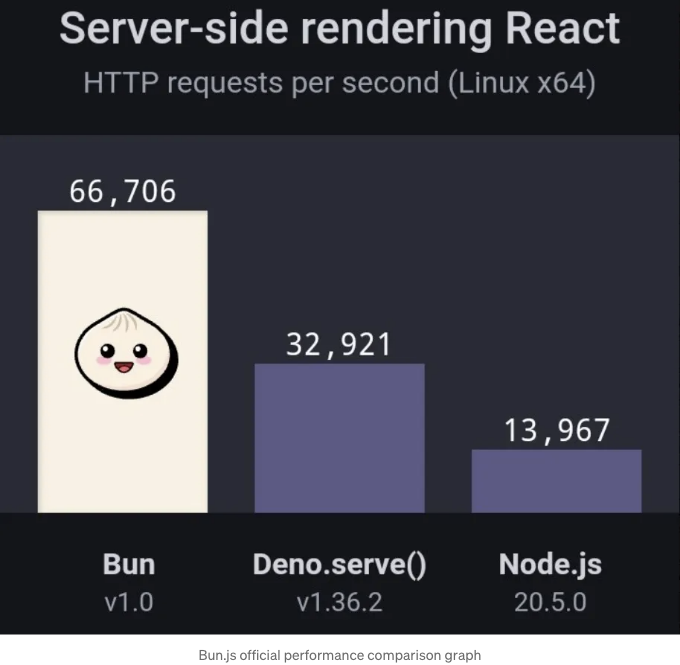 Server-side rendering React
HTTP requests per second (Linux x64)
66,706
32,921
13,967
Bun
v1.0
Deno.serve()
v1.36.2
Node.js
20.5.0
Bun.js official performance comparison graph